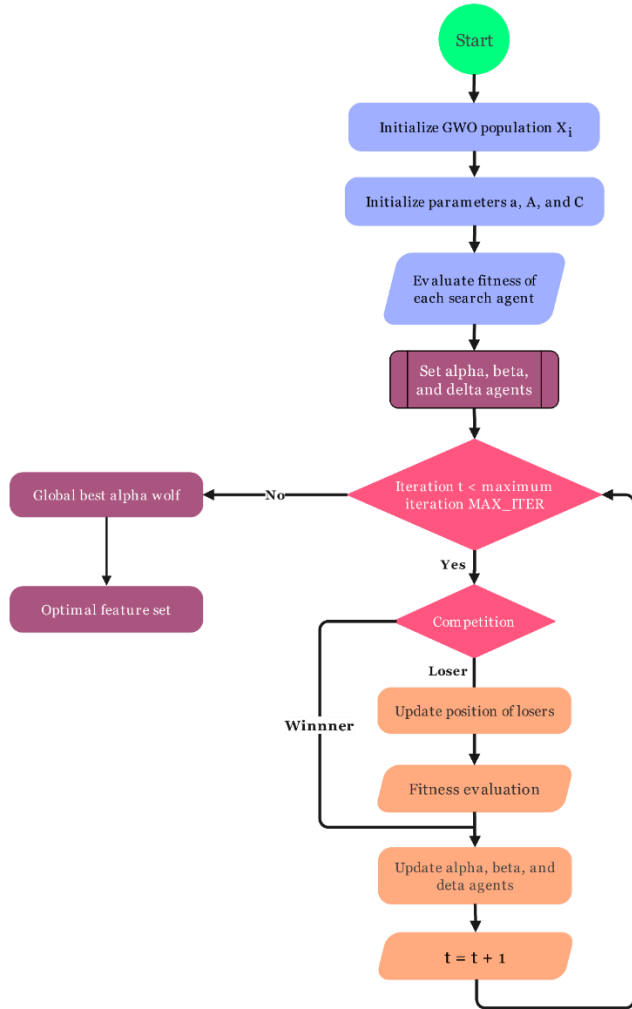 Start
Initialize GWO population Xi
Initialize parameters a, A, and C
Evaluate fitness of
each search agent
Set alpha, beta,
and delta agents
Iteration t < maximum
iteration MAX_ITER
No
Global best alpha wolf
Optimal feature set
Yes
Competition
Loser
Winnner
Update position of losers
Fitness evaluation
Update alpha, beta, and
deta agents
t = t + 1